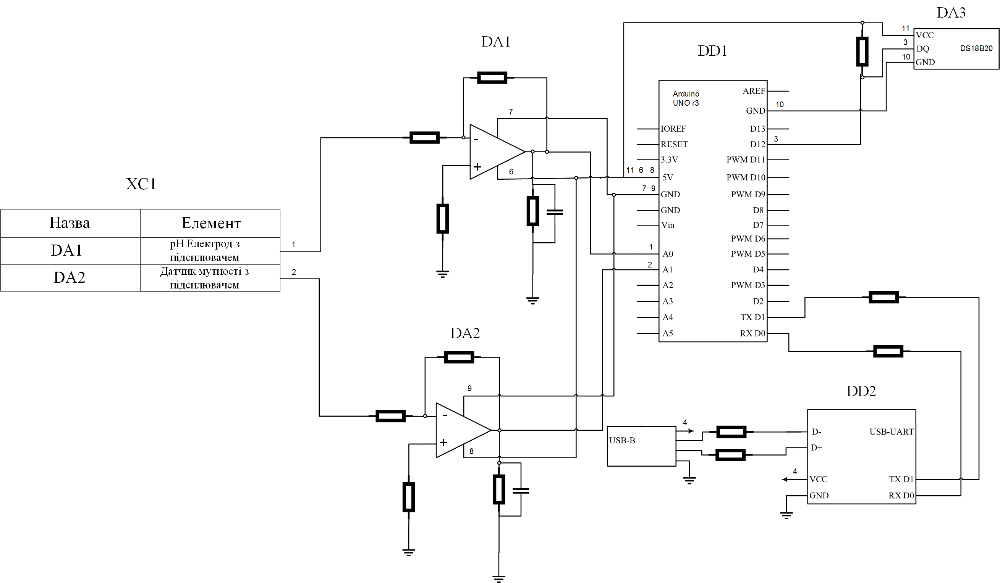 DA3
11
VCC
3
DQ
DS18B20
10
GND
DA1
DD1
Arduino
UNO r3
AREF
10
GND
7
IOREF
D13
RESET
3
D12
-
3.3V
PWM D11
+
6
11 6 8
5V
PWM D10
7 9
GND
PWM D9
GND
D8
Vin
D7
PWM D6
1
A0
PWM D5
2
A1
D4
A2
PWM D3
A3
D2
A4
TX D1
A5
RX D0
XC1
Назва
Елемент
DA1
pH Електрод з
підсилювачем
1
DA2
Датчик мутності з
підсилювачем
2
DA2
9
-
+
8
DD2
4
USB-B
D-
USB-UART
D+
4
VCC
TX D1
GND
RX D0